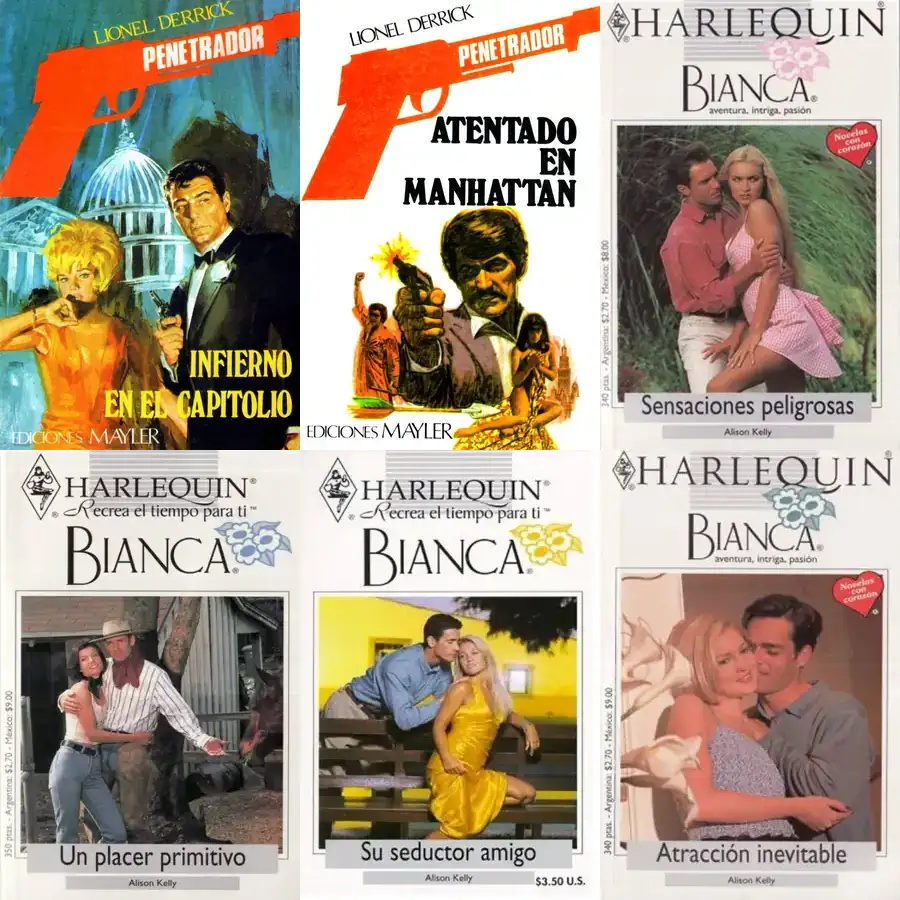 LIONEL DERRICK
PENETRADOR
INFIERNO
EN EL CAPITOLIO
EDICIONES MAYLER
LIONEL DERRICK
PENETRADOR
ATENTADO
EN
MANHATTAN
EDICIONES MAYLER
HARLEQUIN®
BIANCA®
aventura, intriga, pasión
Novelas
con
corazón
340 ptas. - Argentina: $2.70 - México: $8.00
Sensaciones peligrosas
Alison Kelly
HARLEQUIN®
Recrea el tiempo para ti™
BIANCA®
350 ptas. - Argentina: $2.70 - México: $9.00
Un placer primitivo
Alison Kelly
HARLEQUIN®
Recrea el tiempo para ti™
BIANCA®
Su seductor amigo
Alison Kelly
$3.50 U.S.
HARLEQUIN®
BIANCA®
aventura, intriga, pasión
Novelas
con
corazón
340 ptas. - Argentina: $2.70 - México: $9.00
Atracción inevitable
Alison Kelly